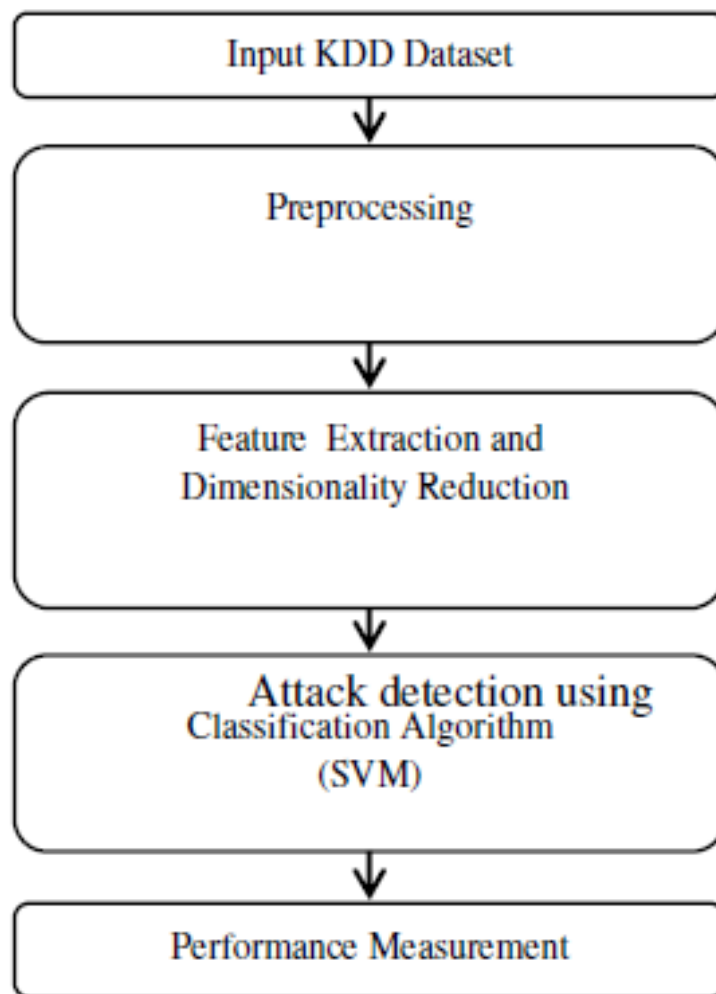 Input KDD Dataset
Preprocessing
Feature Extraction and
Dimensionality Reduction
Attack detection using
Classification Algorithm
(SVM)
Performance Measurement